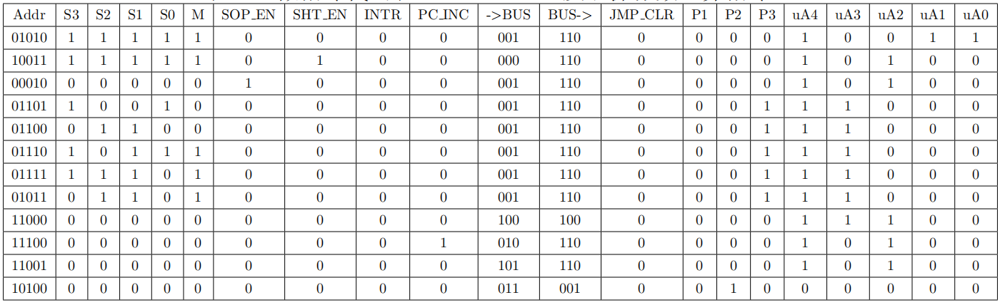 Addr S3 S2 S1 S0 M SOP_EN SHT_EN INTR PC_INC ->BUS BUS-> JMP_CLR P1 P2 P3 uA4 uA3 uA2 uA1 uA0
01010 1 1 1 1 1 0 0 0 0 001 110 0 0 0 0 1 0 0 1 1
10011 1 1 1 1 1 0 1 0 0 000 110 0 0 0 0 1 0 1 0 0
00010 0 0 0 0 0 1 0 0 0 001 110 0 0 0 0 1 0 1 0 0
01101 1 0 0 1 0 0 0 0 0 001 110 0 0 0 1 1 1 0 0 0
01100 0 1 1 0 0 0 0 0 0 001 110 0 0 0 1 1 1 0 0 0
01110 1 0 1 1 1 0 0 0 0 001 110 0 0 0 1 1 1 0 0 0
01111 1 1 1 0 1 0 0 0 0 001 110 0 0 0 1 1 1 0 0 0
01011 0 1 1 0 1 0 0 0 0 001 110 0 0 0 1 1 1 0 0 0
11000 0 0 0 0 0 0 0 0 0 100 100 0 0 0 0 1 1 1 0 0
11100 0 0 0 0 0 0 0 0 1 010 110 0 0 0 0 1 0 1 0 0
11001 0 0 0 0 0 0 0 0 0 101 110 0 0 0 0 1 0 1 0 0
10100 0 0 0 0 0 0 0 0 0 011 001 0 0 1 0 0 0 0 0 0